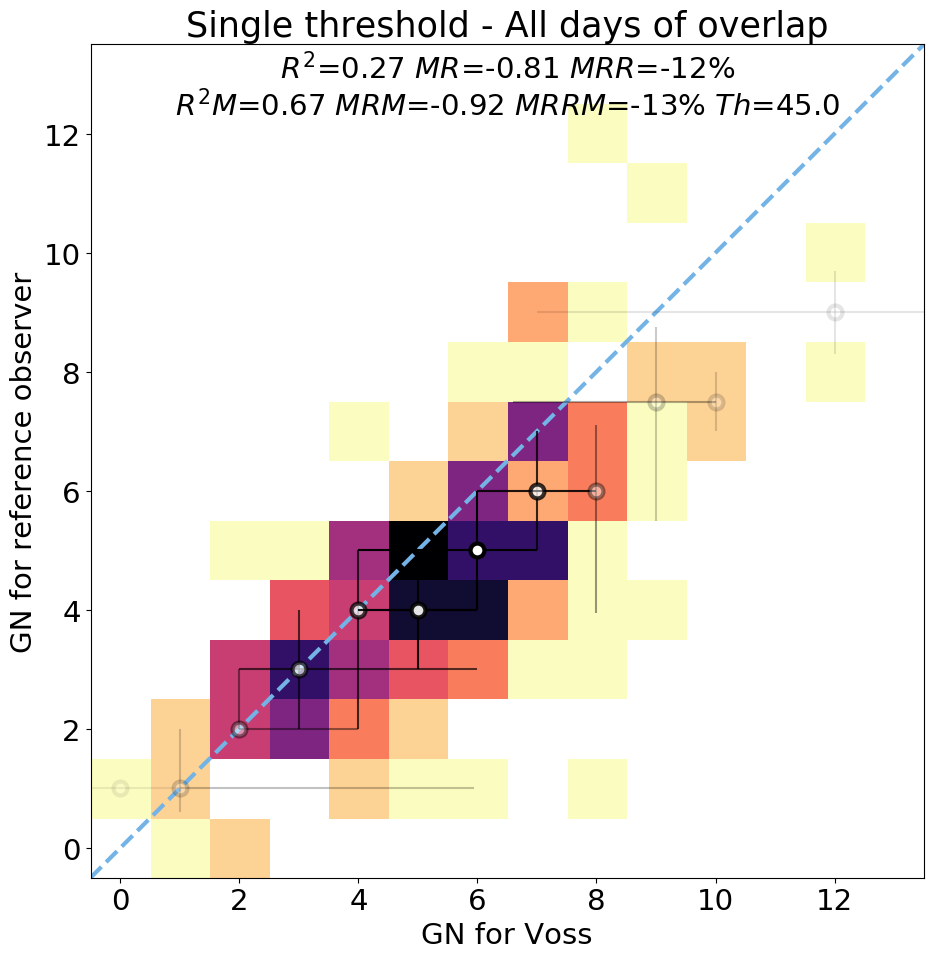 Single threshold - All days of overlap
R²=0.27 MR=-0.81 MRR=-12%
R²M=0.67 MRM=-0.92 MRRM=-13% Th=45.0
12
10
8
6
4
2
0
GN for reference observer
0 2 4 6 8 10 12
GN for Voss